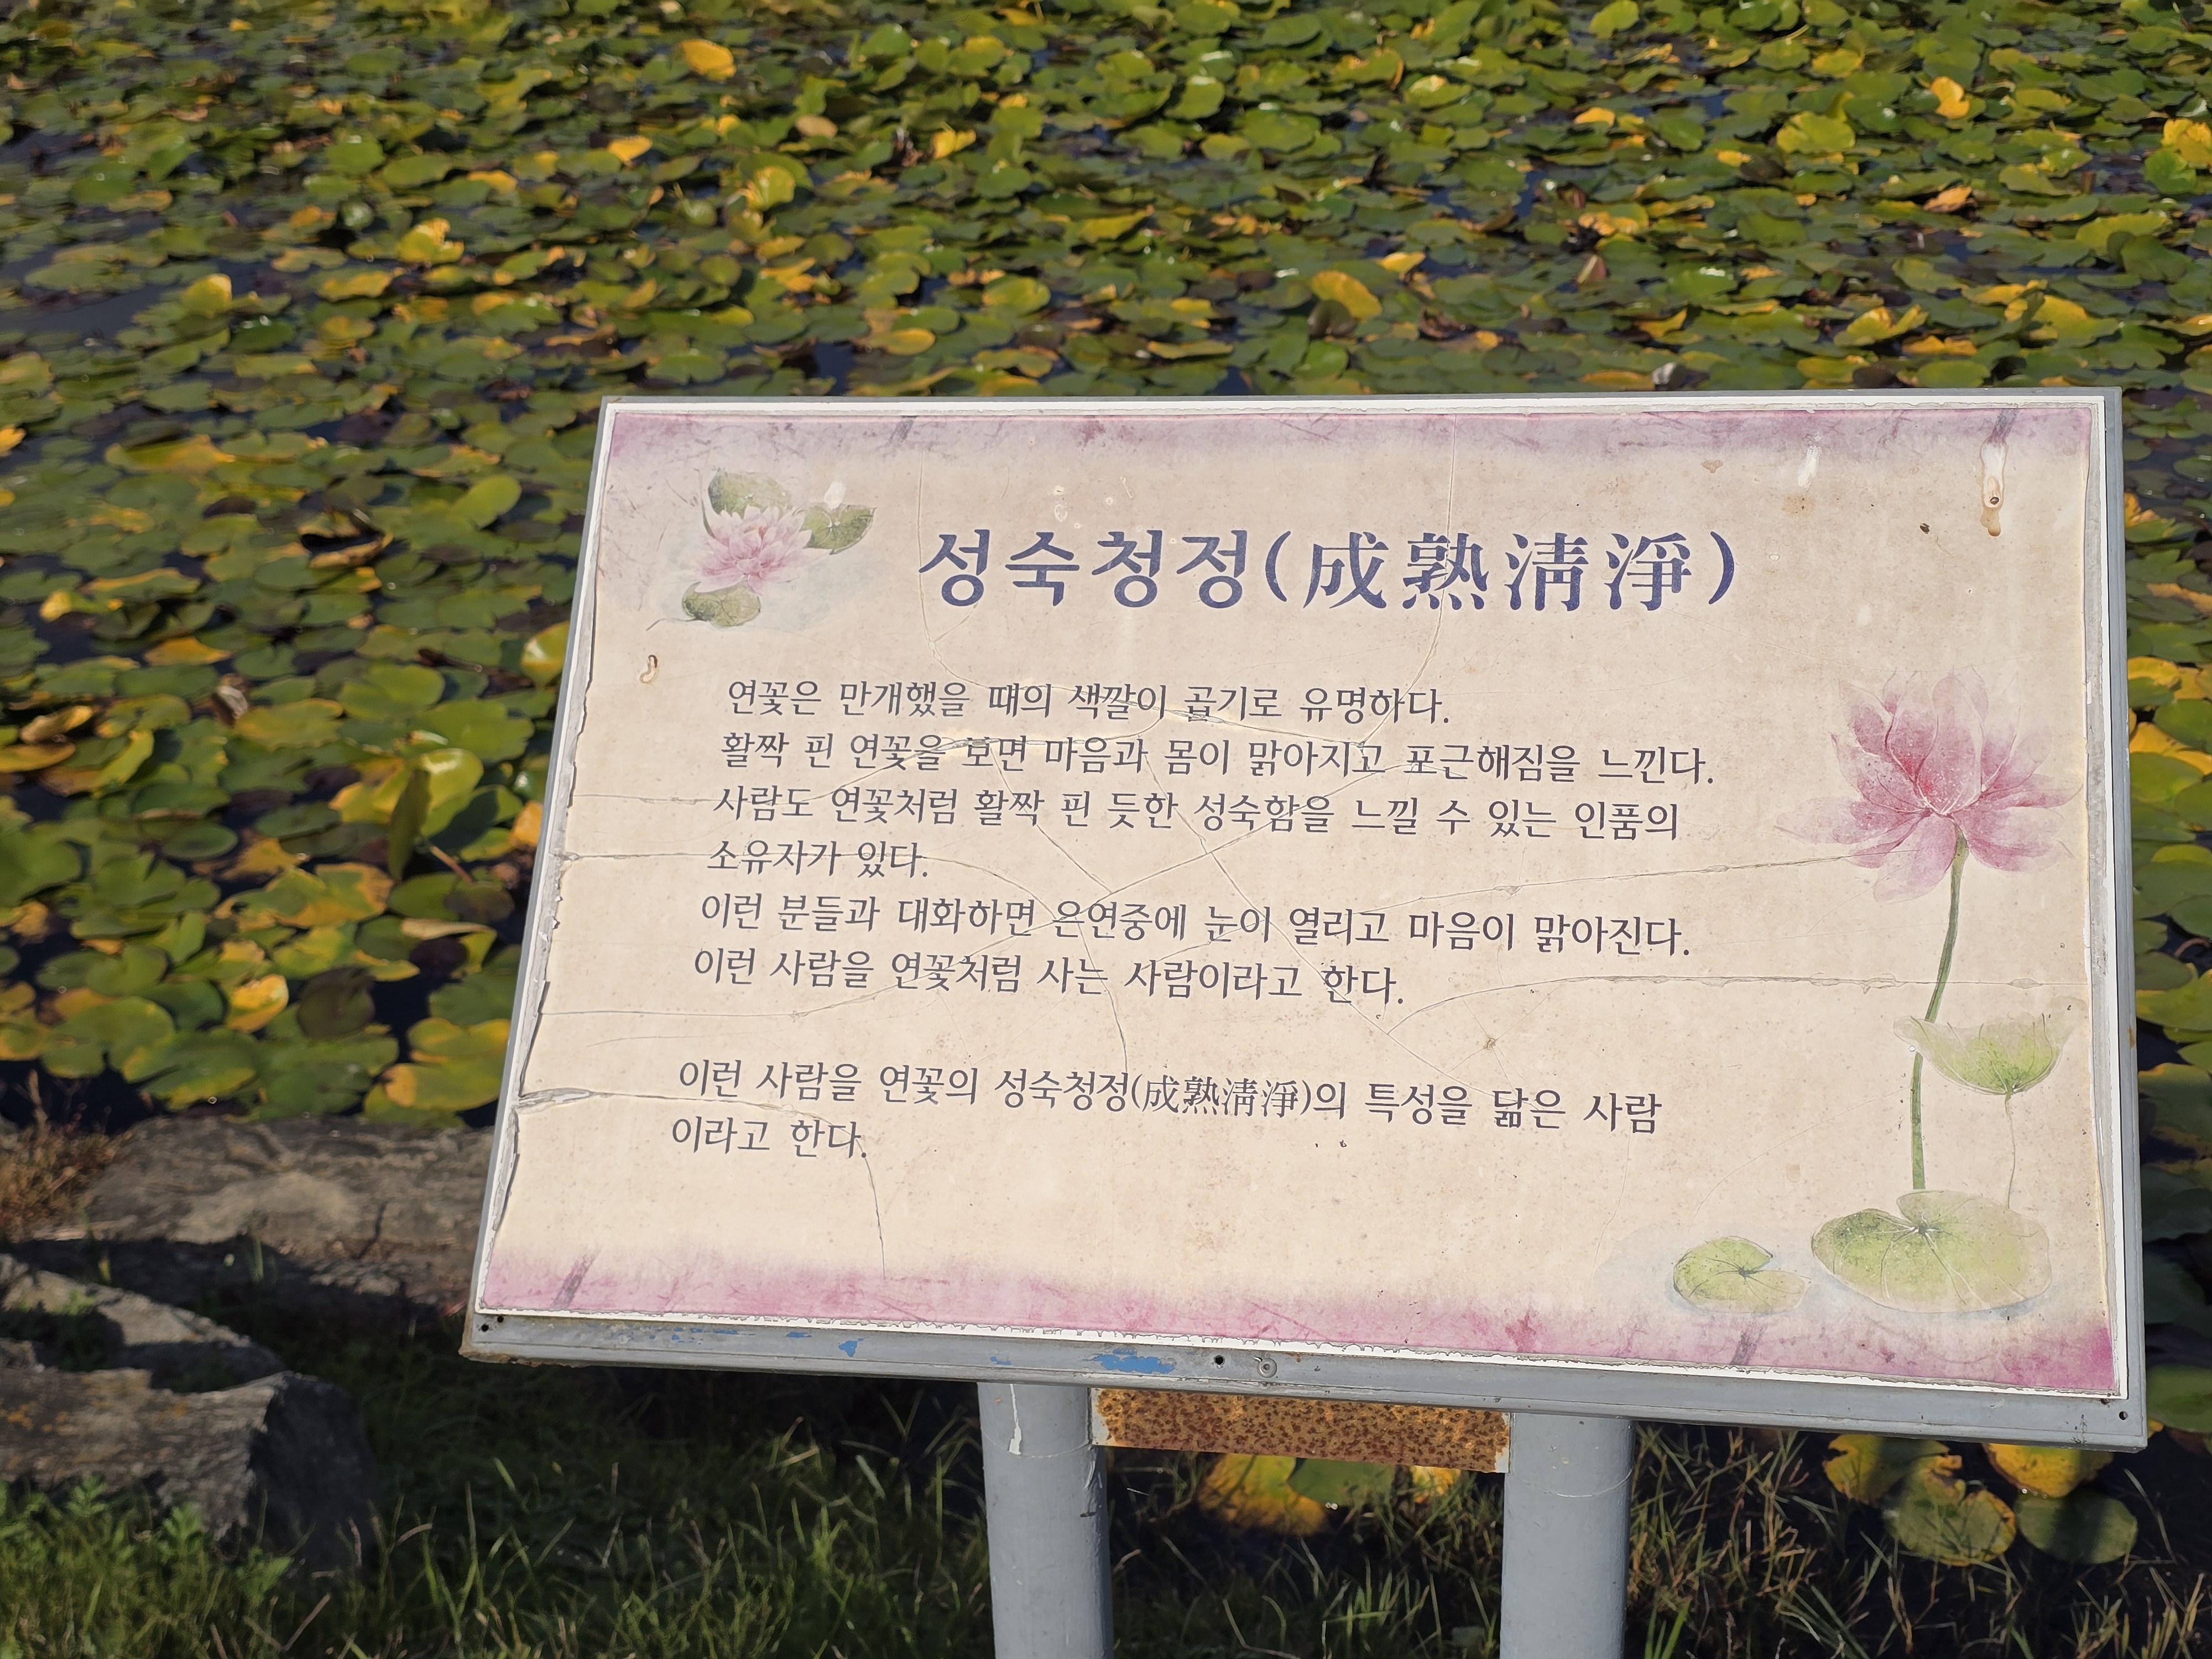 성숙청정(成熟淸淨)
연꽃은 만개했을 때의 색깔이 곱기로 유명하다.
활짝 핀 연꽃을 보면 마음과 몸이 맑아지고 포근해짐을 느낀다.
사람도 연꽃처럼 활짝 핀 듯한 성숙함을 느낄 수 있는 인품의
소유자가 있다.
이런 분들과 대화하면 은연중에 눈이 열리고 마음이 맑아진다.
이런 사람을 연꽃처럼 사는 사람이라고 한다.
이런 사람을 연꽃의 성숙청정(成熟淸淨)의 특성을 닮은 사람
이라고 한다.